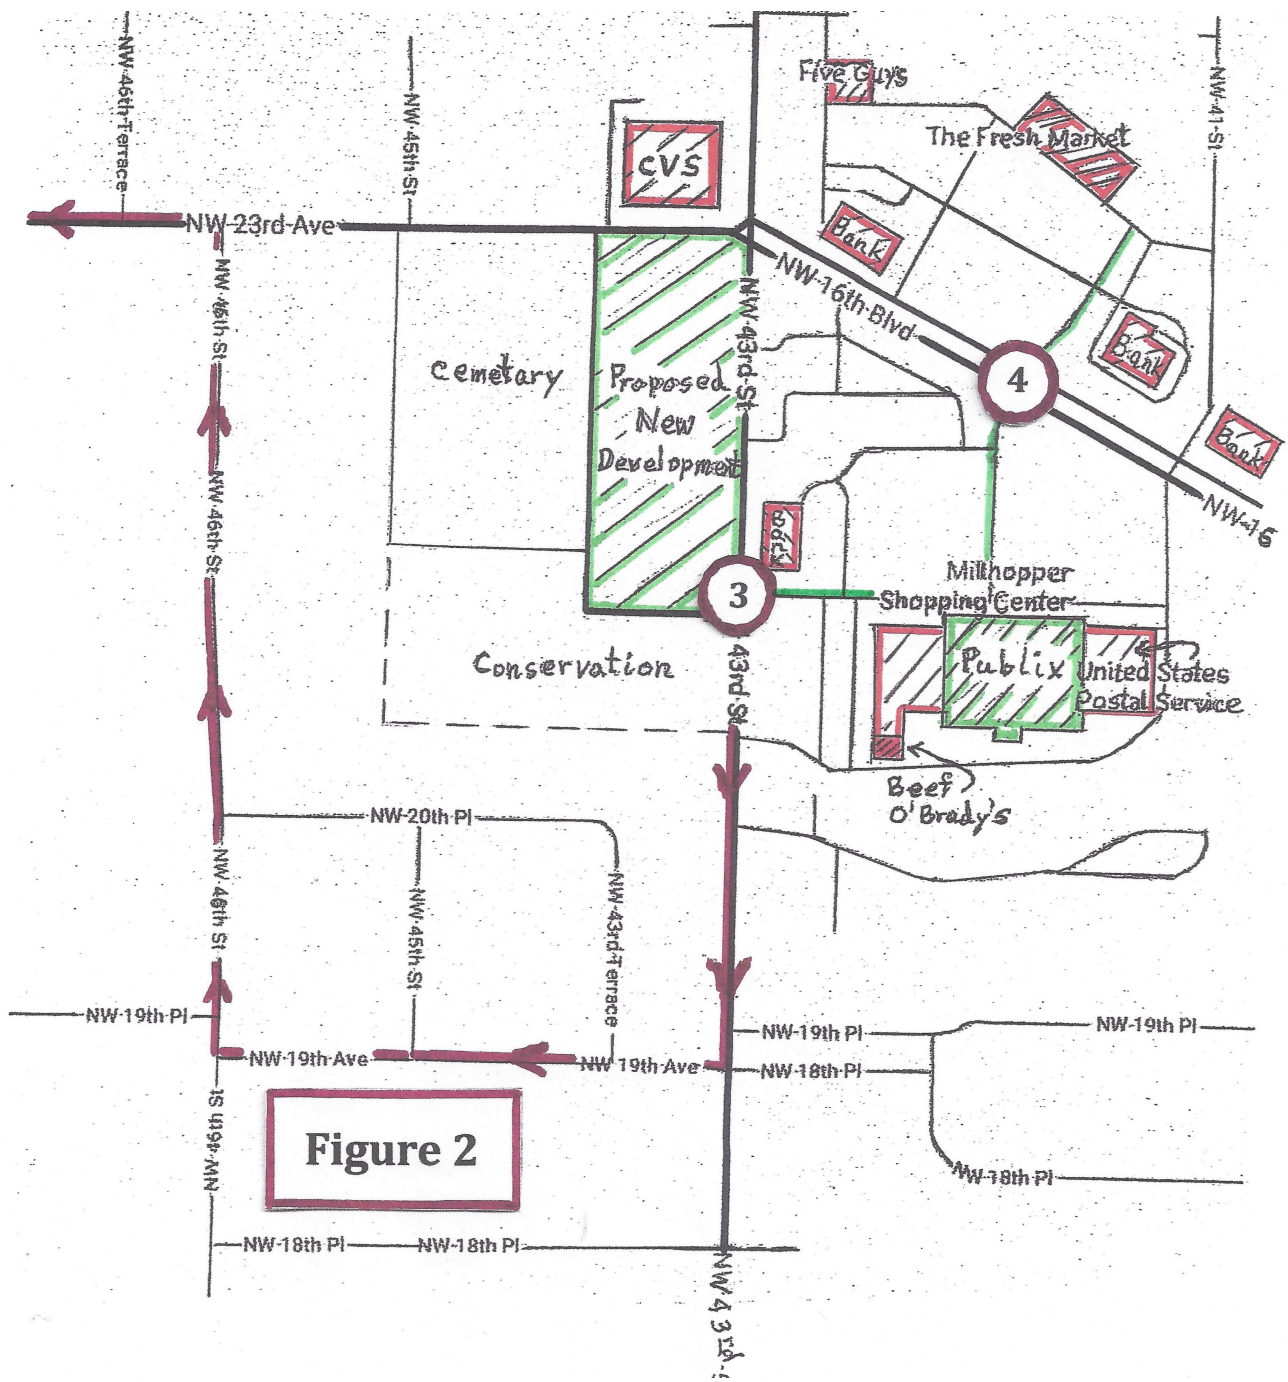 NW 46th Terrace
NW 45th St
Five Guys
The Fresh Market
NW 41 St
CVS
NW 23rd Ave
Bank
NW 16th Blvd
NW 43rd St
NW 46th St
Cemetary
Proposed
New
Development
4
Bank
Bank
NW 46th St
NW 16
Bank
3
Millhopper
Shopping Center
Conservation
43rd St
Publix
United States
Postal Service
Beef
O'Brady's
NW 20th Pl
NW 46th St
NW 45th St
NW 43rd Terrace
NW 19th Pl
NW 19th Pl
NW 19th Pl
NW 19th Ave
NW 19th Ave
NW 18th Pl
Figure 2
NW 18th Pl
NW 18th Pl
NW 18th Pl
NW 43rd S